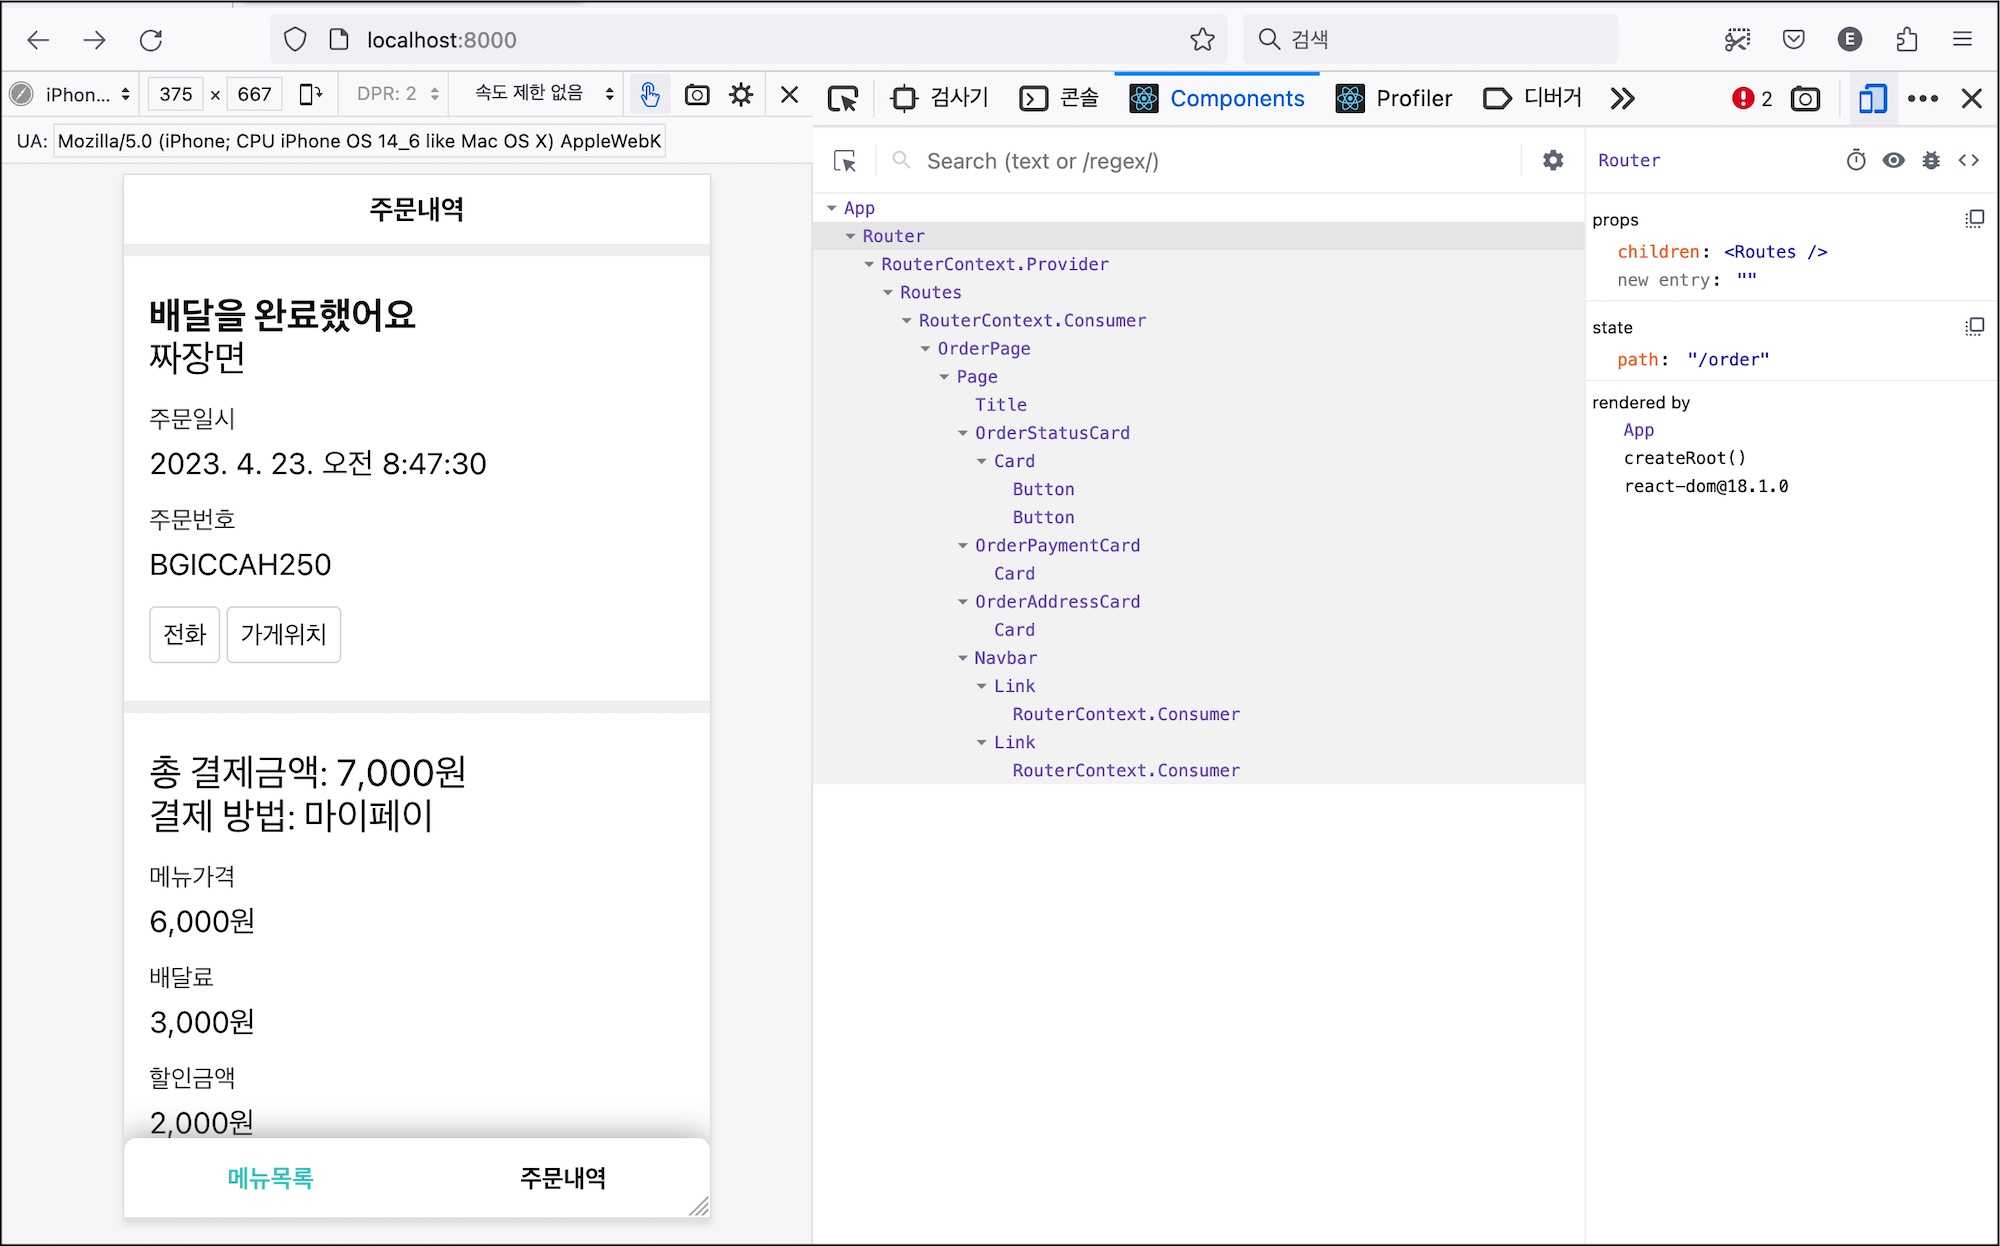 localhost:8000
검색
E
iPhon... 375 × 667 DPR: 2 속도 제한 없음
UA: Mozilla/5.0 (iPhone; CPU iPhone OS 14_6 like Mac OS X) AppleWebK
주문내역
배달을 완료했어요
짜장면
주문일시
2023. 4. 23. 오전 8:47:30
주문번호
BGICCAH250
전화 가게위치
총 결제금액: 7,000원
결제 방법: 마이페이
메뉴가격
6,000원
배달료
3,000원
할인금액
2,000원
메뉴목록 주문내역
검사기 콘솔 Components Profiler 디버거 2
Search (text or /regex/)
App
Router
RouterContext.Provider
Routes
RouterContext.Consumer
OrderPage
Page
Title
OrderStatusCard
Card
Button
Button
OrderPaymentCard
Card
OrderAddressCard
Card
Navbar
Link
RouterContext.Consumer
Link
RouterContext.Consumer
Router
props
children: <Routes />
new entry: ""
state
path: "/order"
rendered by
App
createRoot()
react-dom@18.1.0